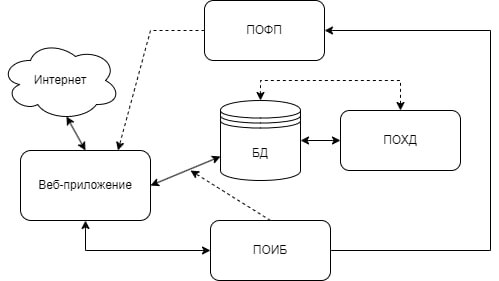 ПОФП
Интернет
БД
ПОХД
Веб-приложение
ПОИБ